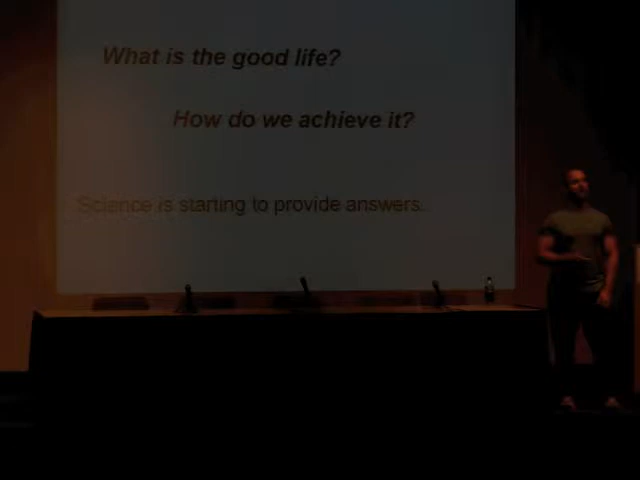 What is the good life?
How do we achieve it?
Science is starting to provide answers.